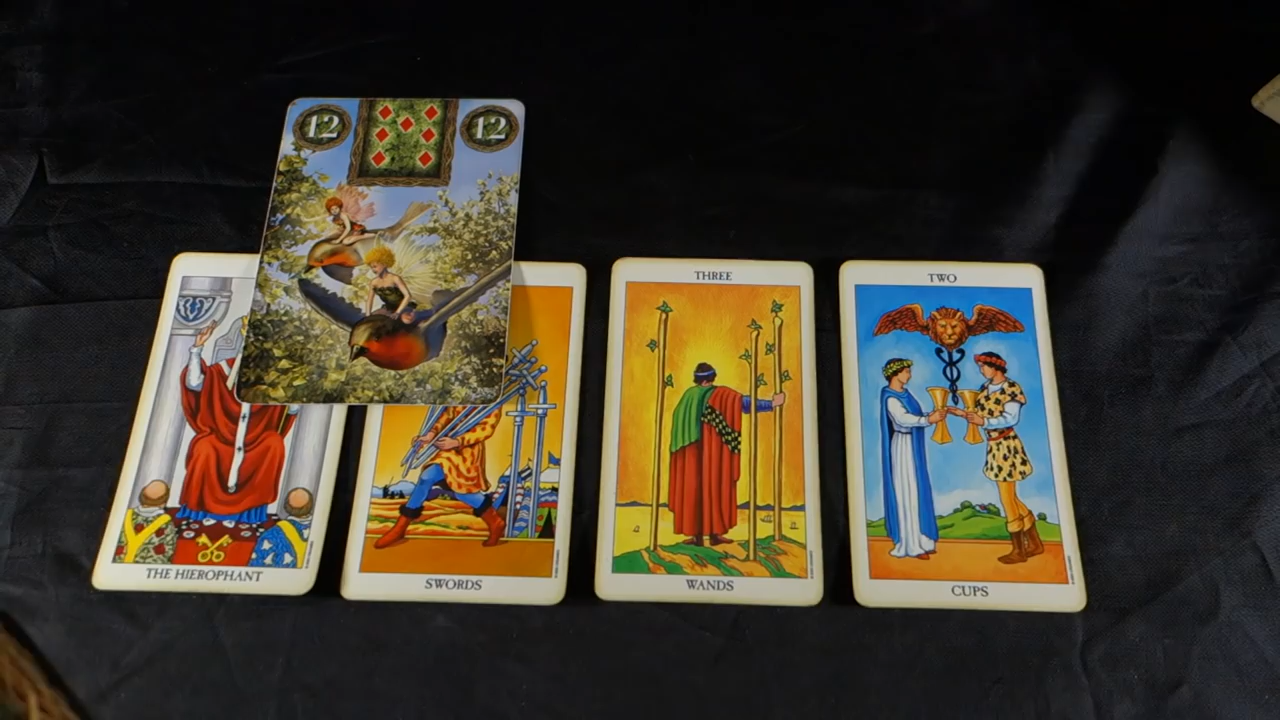 12 12
THE HIEROPHANT
SWORDS
THREE
WANDS
TWO
CUPS